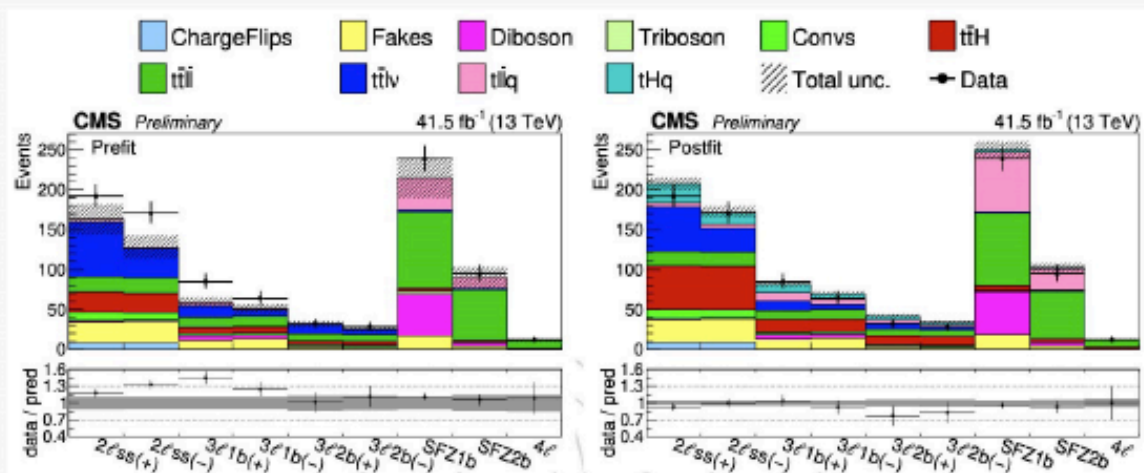 ChargeFlips Fakes Diboson Triboson Convs tt̄H
tt̄ll̄ tt̄lν tll̄q tHq Total unc. Data
CMS Preliminary 41.5 fb⁻¹ (13 TeV)
Prefit
Events
250
200
150
100
50
0
data / pred
1.6
1.3
1
0.7
0.4
2ℓss(+) 2ℓss(-) 3ℓ1b(+) 3ℓ1b(-) 3ℓ2b(+) 3ℓ2b(-) SFZ1b SFZ2b 4ℓ
CMS Preliminary 41.5 fb⁻¹ (13 TeV)
Postfit
Events
250
200
150
100
50
0
data / pred
1.6
1.3
1
0.7
0.4
2ℓss(+) 2ℓss(-) 3ℓ1b(+) 3ℓ1b(-) 3ℓ2b(+) 3ℓ2b(-) SFZ1b SFZ2b 4ℓ